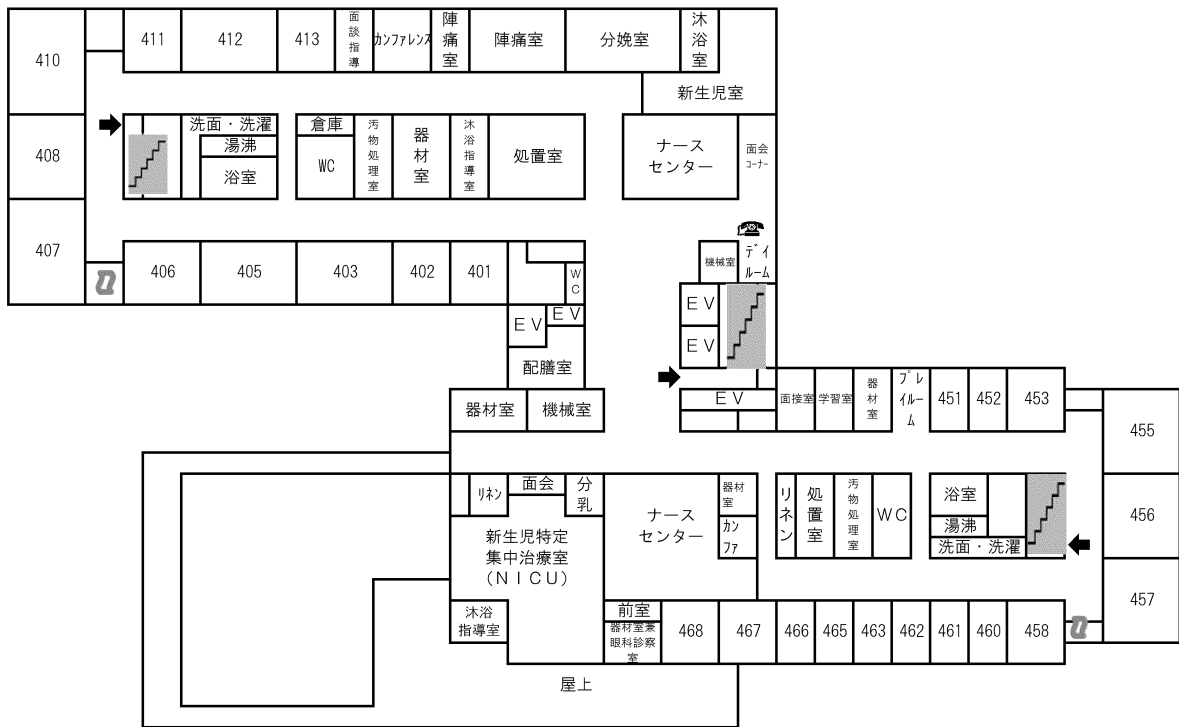 410
411
412
413
面談指導
カンファレンス
陣痛室
陣痛室
分娩室
沐浴室
新生児室
408
洗面・洗濯
湯沸
浴室
倉庫
WC
汚物処理室
器材室
沐浴指導室
処置室
ナース
センター
面会
コーナー
407
406
405
403
402
401
WC
機械室
デイ
ルーム
EV
EV
EV
EV
配膳室
EV
器材室
機械室
面接室
学習室
器材室
プレ
イルーム
451
452
453
455
リネン
面会
分乳
ナース
センター
器材室
カンファ
リネン
処置室
汚物処理室
WC
浴室
湯沸
洗面・洗濯
456
新生児特定
集中治療室
(NICU)
457
沐浴
指導室
前室
器材室兼
眼科診察
室
468
467
466
465
463
462
461
460
458
屋上